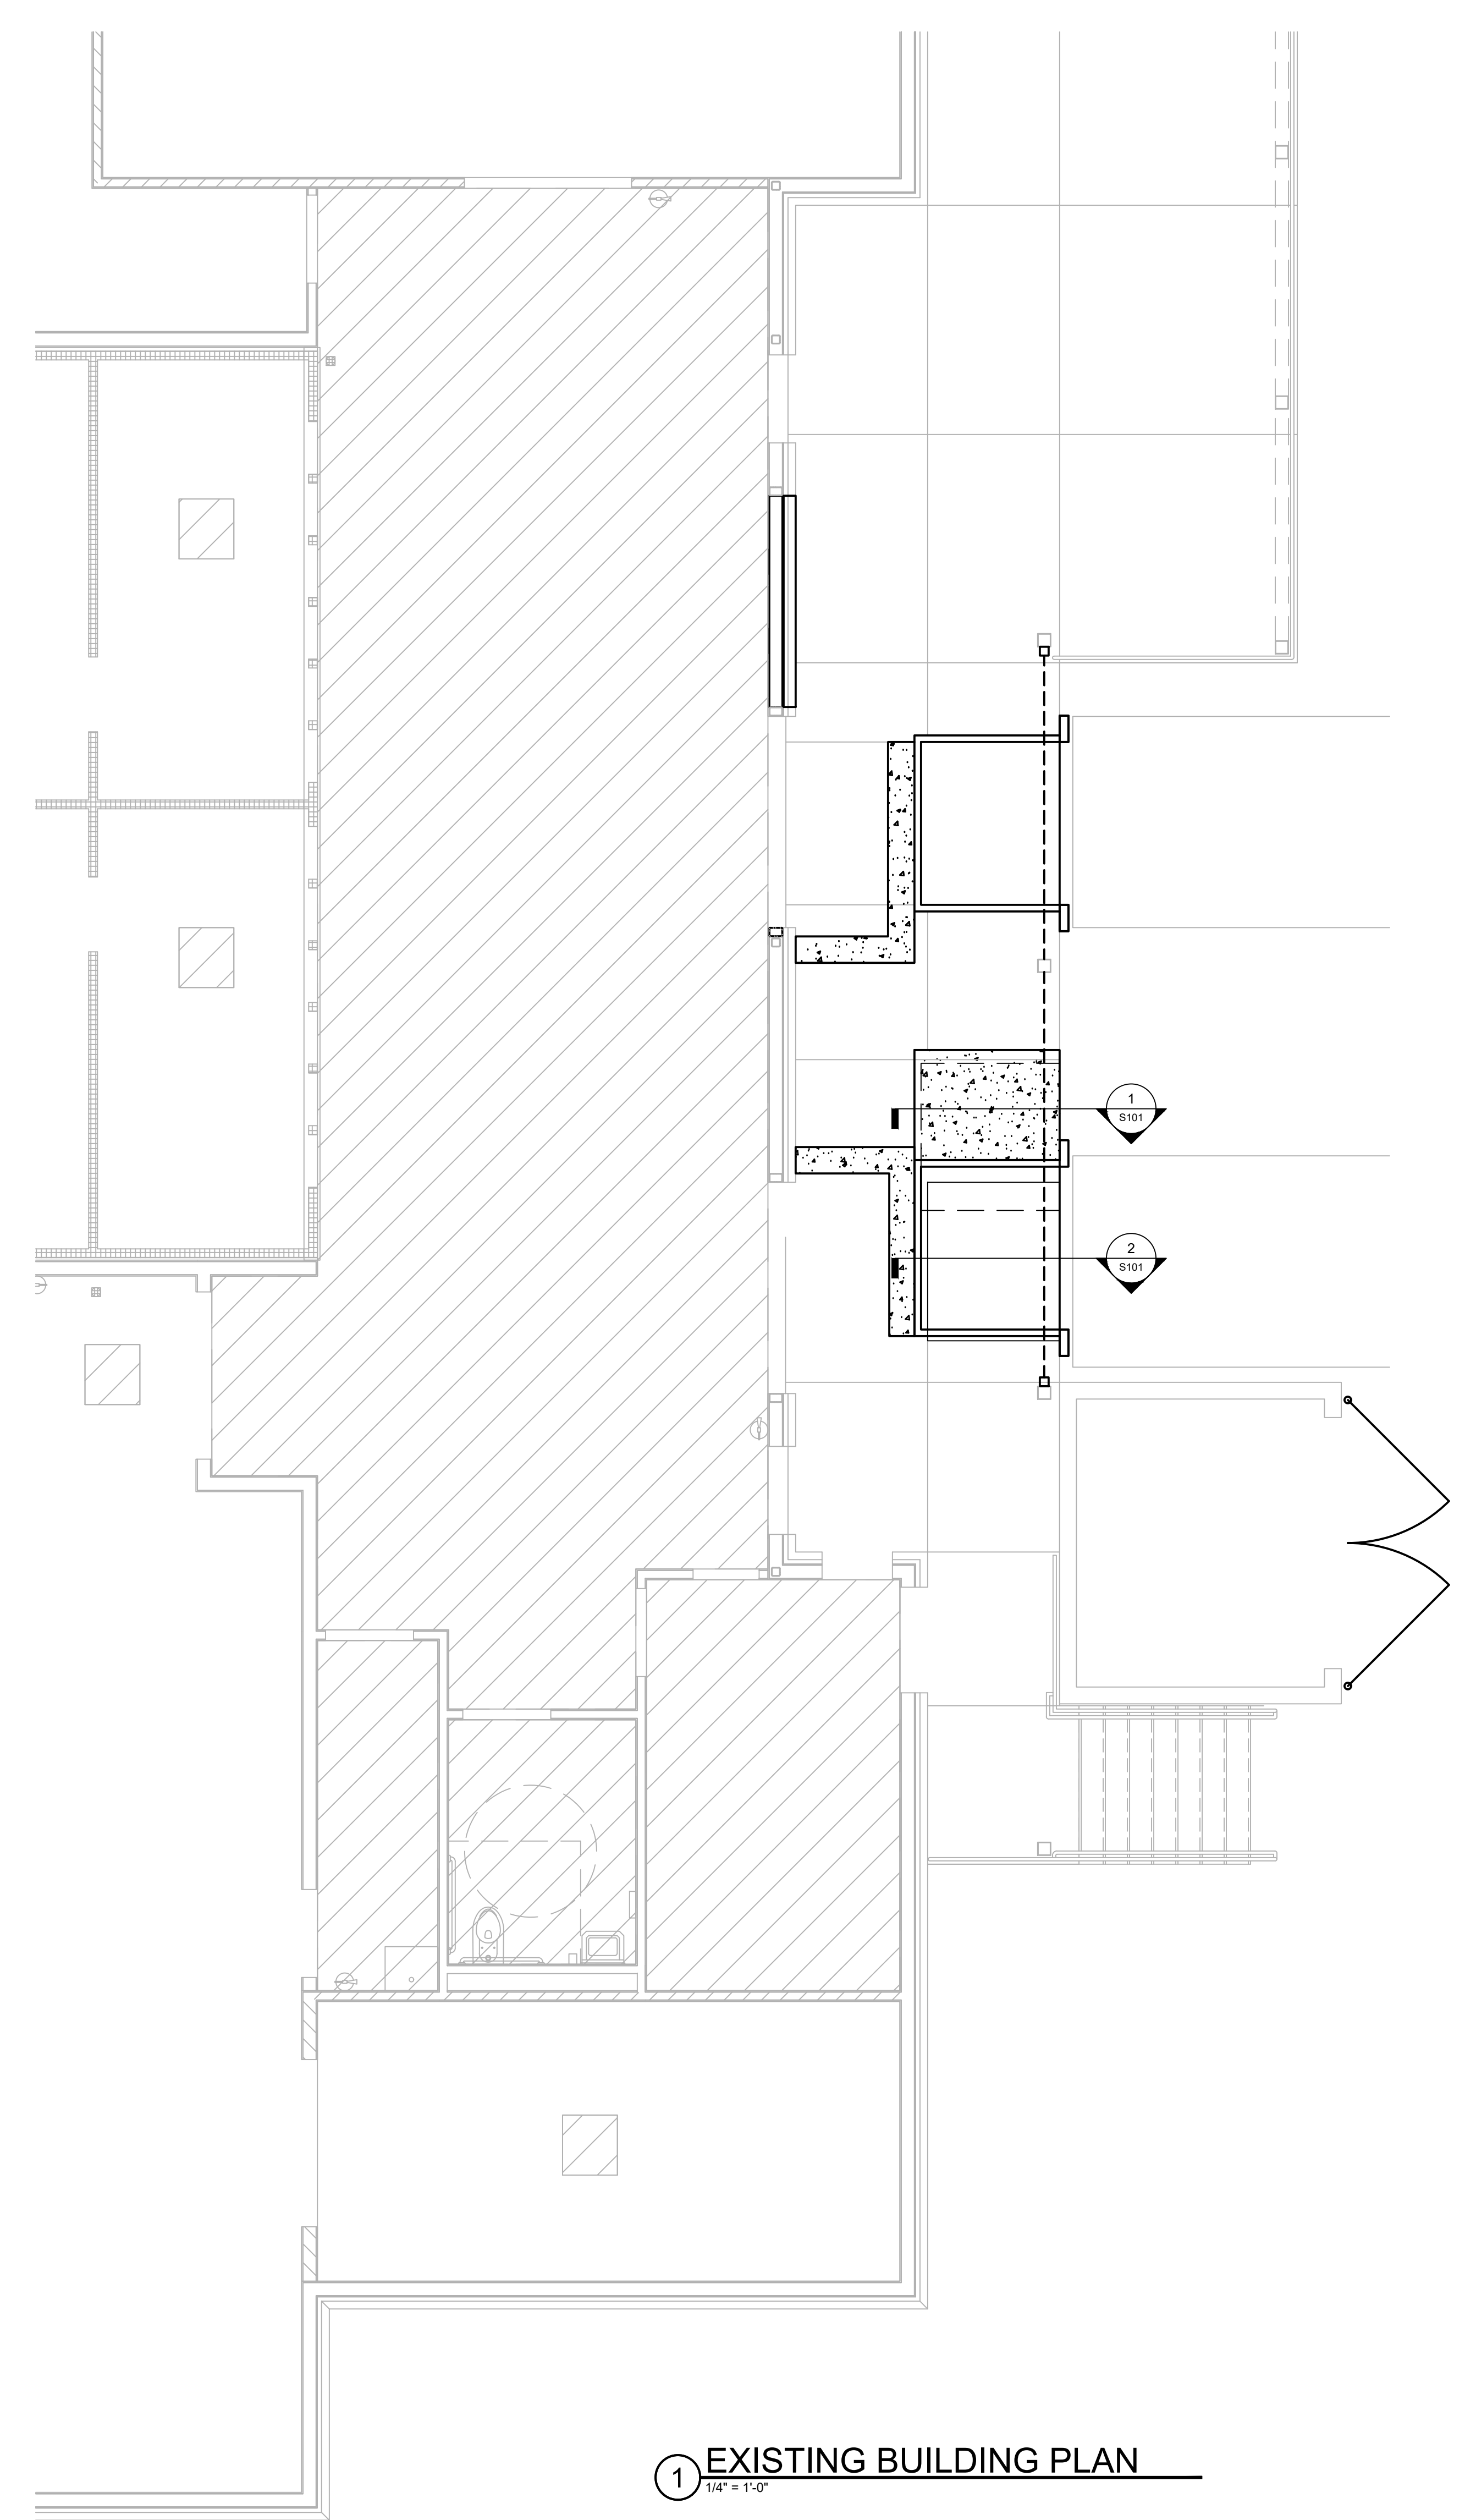 1
S101
2
S101
1
EXISTING BUILDING PLAN
1/4" = 1'-0"